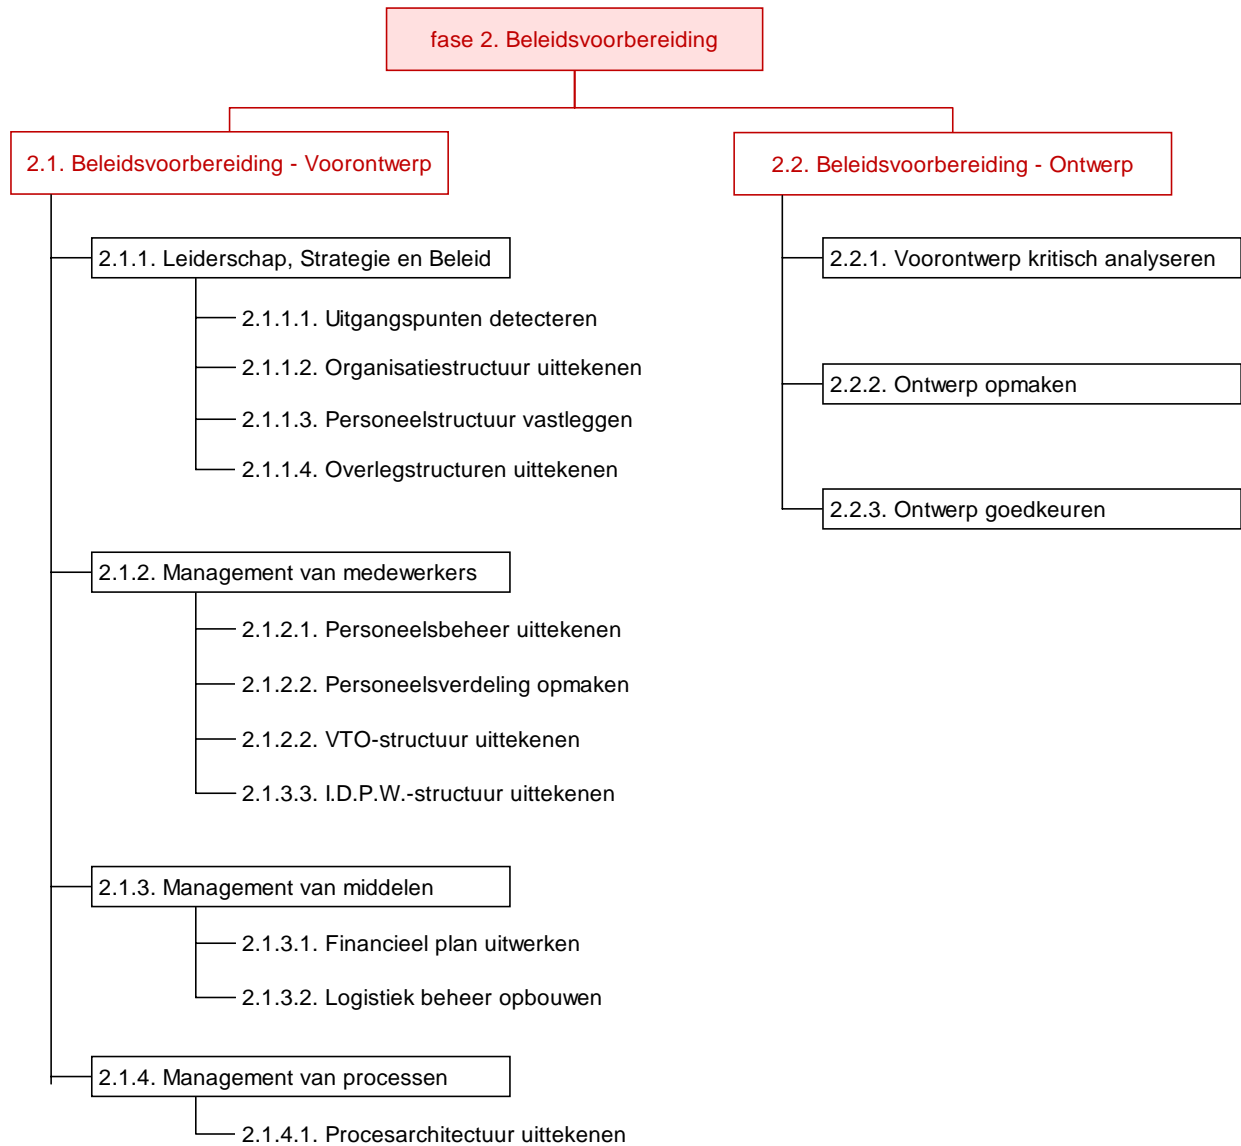 fase 2. Beleidsvoorbereiding
2.1. Beleidsvoorbereiding - Voorontwerp
2.1.1. Leiderschap, Strategie en Beleid
2.1.1.1. Uitgangspunten detecteren
2.1.1.2. Organisatiestructuur uittekenen
2.1.1.3. Personeelstructuur vastleggen
2.1.1.4. Overlegstructuren uittekenen
2.1.2. Management van medewerkers
2.1.2.1. Personeelsbeheer uittekenen
2.1.2.2. Personeelsverdeling opmaken
2.1.2.2. VTO-structuur uittekenen
2.1.3.3. I.D.P.W.-structuur uittekenen
2.1.3. Management van middelen
2.1.3.1. Financieel plan uitwerken
2.1.3.2. Logistiek beheer opbouwen
2.1.4. Management van processen
2.1.4.1. Procesarchitectuur uittekenen
2.2. Beleidsvoorbereiding - Ontwerp
2.2.1. Voorontwerp kritisch analyseren
2.2.2. Ontwerp opmaken
2.2.3. Ontwerp goedkeuren